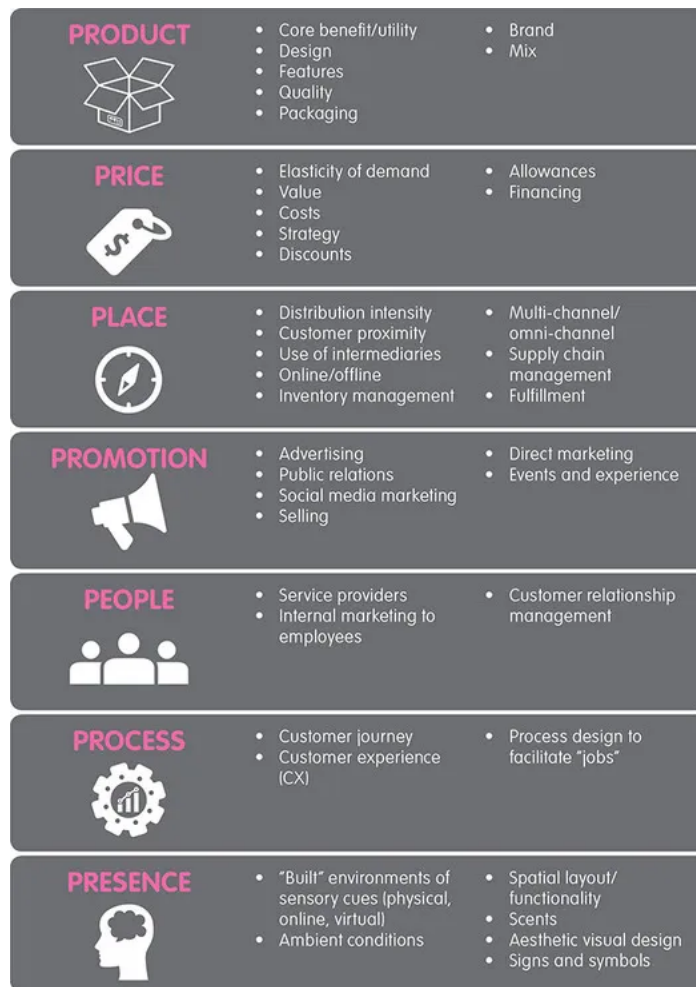 PRODUCT
• Core benefit/utility
• Design
• Features
• Quality
• Packaging
• Brand
• Mix
PRICE
$
• Elasticity of demand
• Value
• Costs
• Strategy
• Discounts
• Allowances
• Financing
PLACE
• Distribution intensity
• Customer proximity
• Use of intermediaries
• Online/offline
• Inventory management
• Multi-channel/
omni-channel
• Supply chain
management
• Fulfillment
PROMOTION
• Advertising
• Public relations
• Social media marketing
• Selling
• Direct marketing
• Events and experience
PEOPLE
• Service providers
• Internal marketing to
employees
• Customer relationship
management
PROCESS
• Customer journey
• Customer experience
(CX)
• Process design to
facilitate "jobs"
PRESENCE
• "Built" environments of
sensory cues (physical,
online, virtual)
• Ambient conditions
• Spatial layout/
functionality
• Scents
• Aesthetic visual design
• Signs and symbols